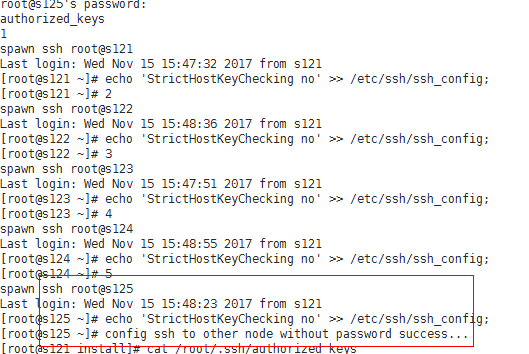 root@s125's password:
authorized_keys
1
spawn ssh root@s121
Last login: Wed Nov 15 15:47:32 2017 from s121
[root@s121 ~]# echo 'StrictHostKeyChecking no' >> /etc/ssh/ssh_config;
[root@s121 ~]# 2
spawn ssh root@s122
Last login: Wed Nov 15 15:48:36 2017 from s121
[root@s122 ~]# echo 'StrictHostKeyChecking no' >> /etc/ssh/ssh_config;
[root@s122 ~]# 3
spawn ssh root@s123
Last login: Wed Nov 15 15:47:51 2017 from s121
[root@s123 ~]# echo 'StrictHostKeyChecking no' >> /etc/ssh/ssh_config;
[root@s123 ~]# 4
spawn ssh root@s124
Last login: Wed Nov 15 15:48:55 2017 from s121
[root@s124 ~]# echo 'StrictHostKeyChecking no' >> /etc/ssh/ssh_config;
[root@s124 ~]# 5
spawn ssh root@s125
Last login: Wed Nov 15 15:48:23 2017 from s121
[root@s125 ~]# echo 'StrictHostKeyChecking no' >> /etc/ssh/ssh_config;
[root@s125 ~]# config ssh to other node without password success...
[root@s121 install]# cat /root/.ssh/authorized_keys